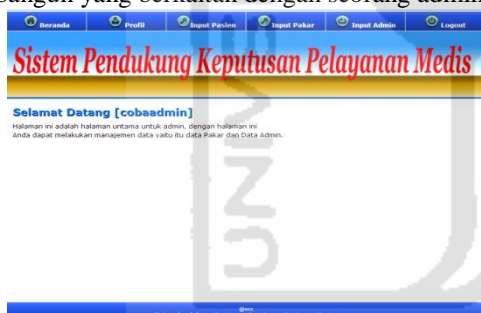 bangun yang berkaitan dengan seorang admin
Beranda Profil Input Pasien Input Pakar Input Admin Logout
Sistem Pendukung Keputusan Pelayanan Medis
Selamat Datang [cobaadmin]
Halaman ini adalah halaman untama untuk admin, dengan halaman ini
Anda dapat melakukan manajemen data yaitu itu data Pakar dan Data Admin.